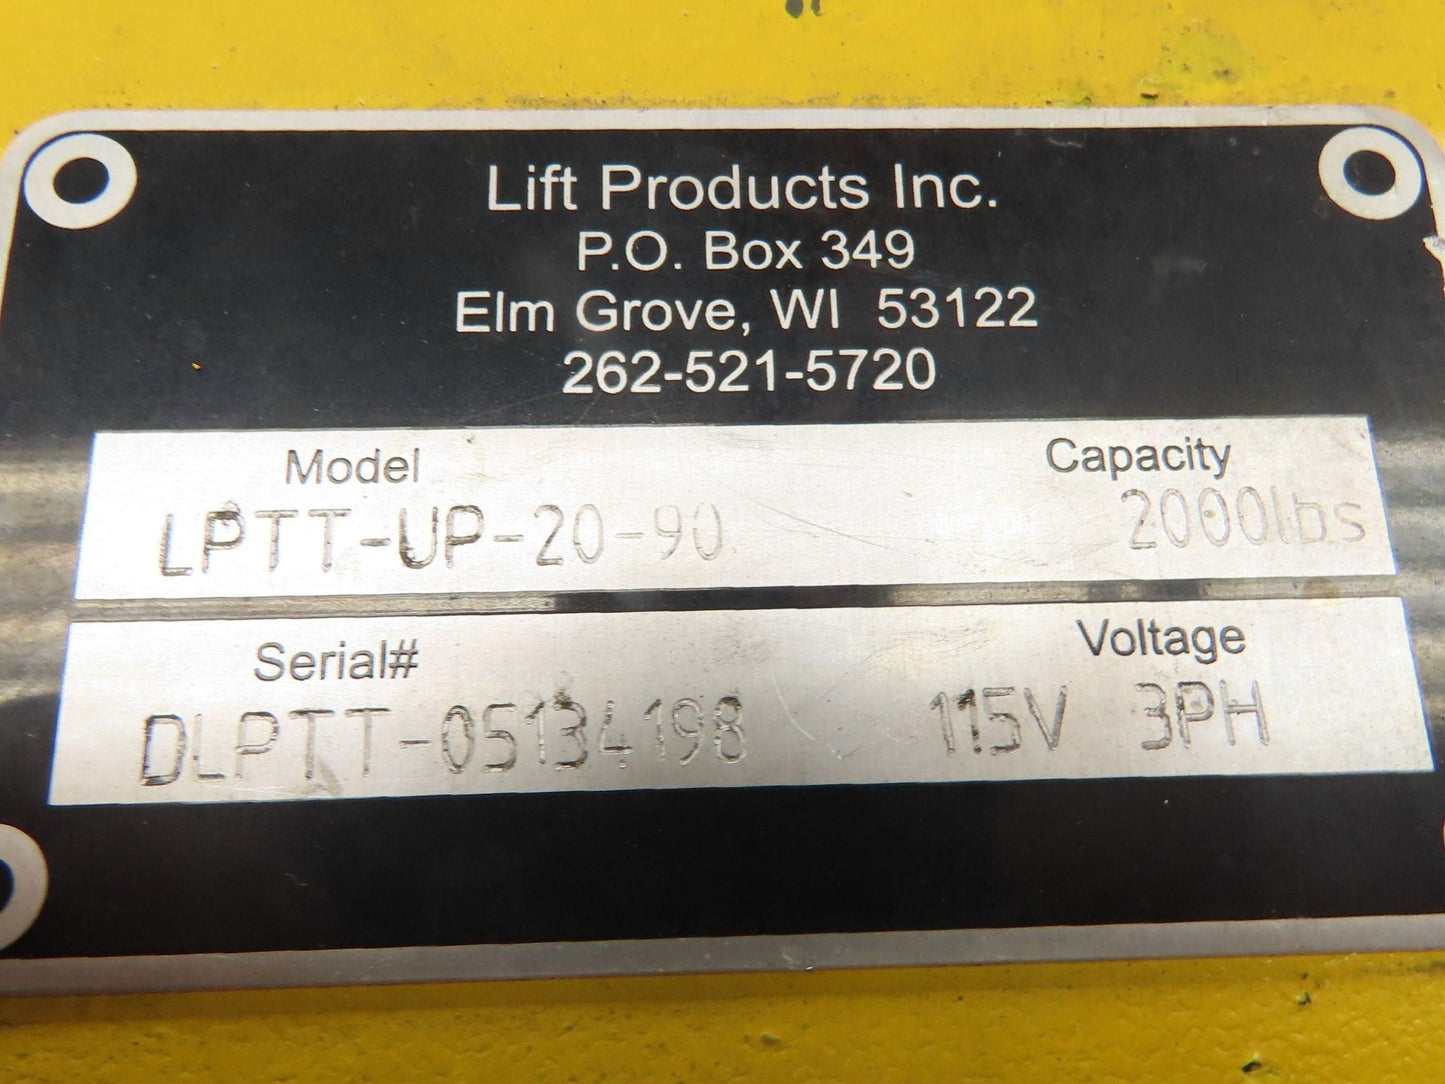 Lift Products Inc.
P.O. Box 349
Elm Grove, WI 53122
262-521-5720
Model Capacity
LPTT-UP-20-90 2000lbs
Serial# Voltage
DLPTT-05134198 115V 3PH